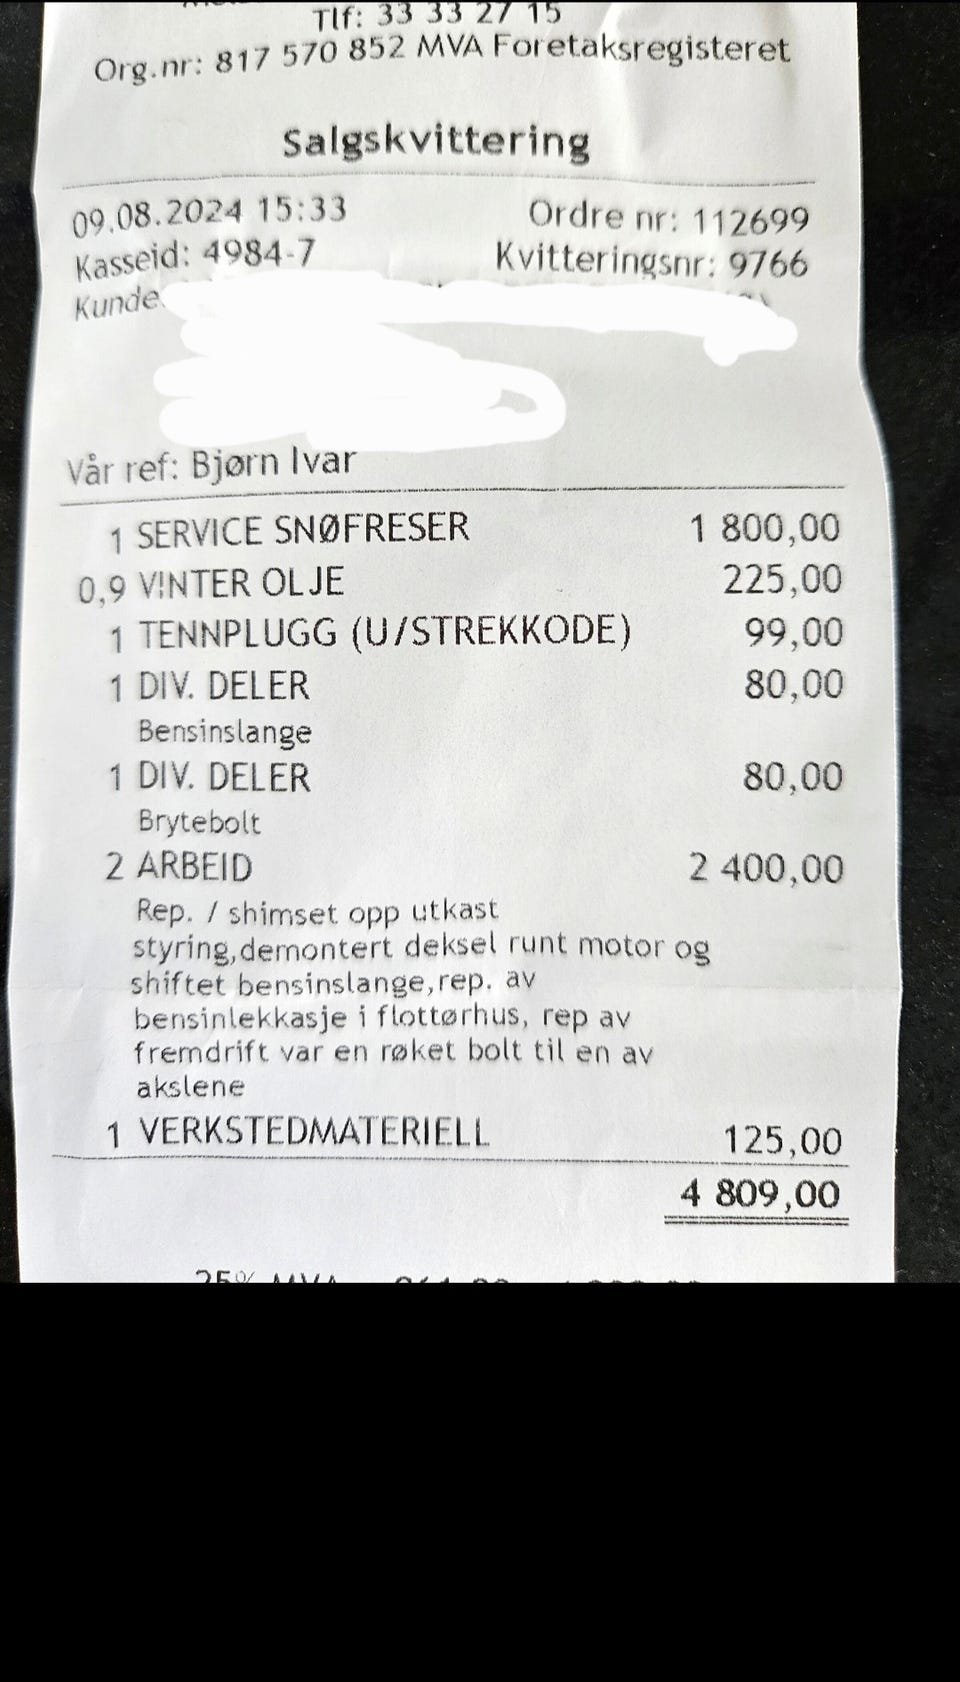 Tlf: 33 33 27 15
Org.nr: 817 570 852 MVA Foretaksregisteret
Salgskvittering
09.08.2024 15:33 Ordre nr: 112699
Kasseid: 4984-7 Kvitteringsnr: 9766
Kunde
Vår ref: Bjørn Ivar
1 SERVICE SNØFRESER 1 800,00
0,9 VINTER OLJE 225,00
1 TENNPLUGG (U/STREKKODE) 99,00
1 DIV. DELER 80,00
Bensinslange
1 DIV. DELER 80,00
Brytebolt
2 ARBEID 2 400,00
Rep. / shimset opp utkast
styring,demontert deksel runt motor og
shiftet bensinslange,rep. av
bensinlekkasje i flottørhus, rep av
fremdrift var en røket bolt til en av
akslene
1 VERKSTEDMATERIELL 125,00
4 809,00
25% MVA